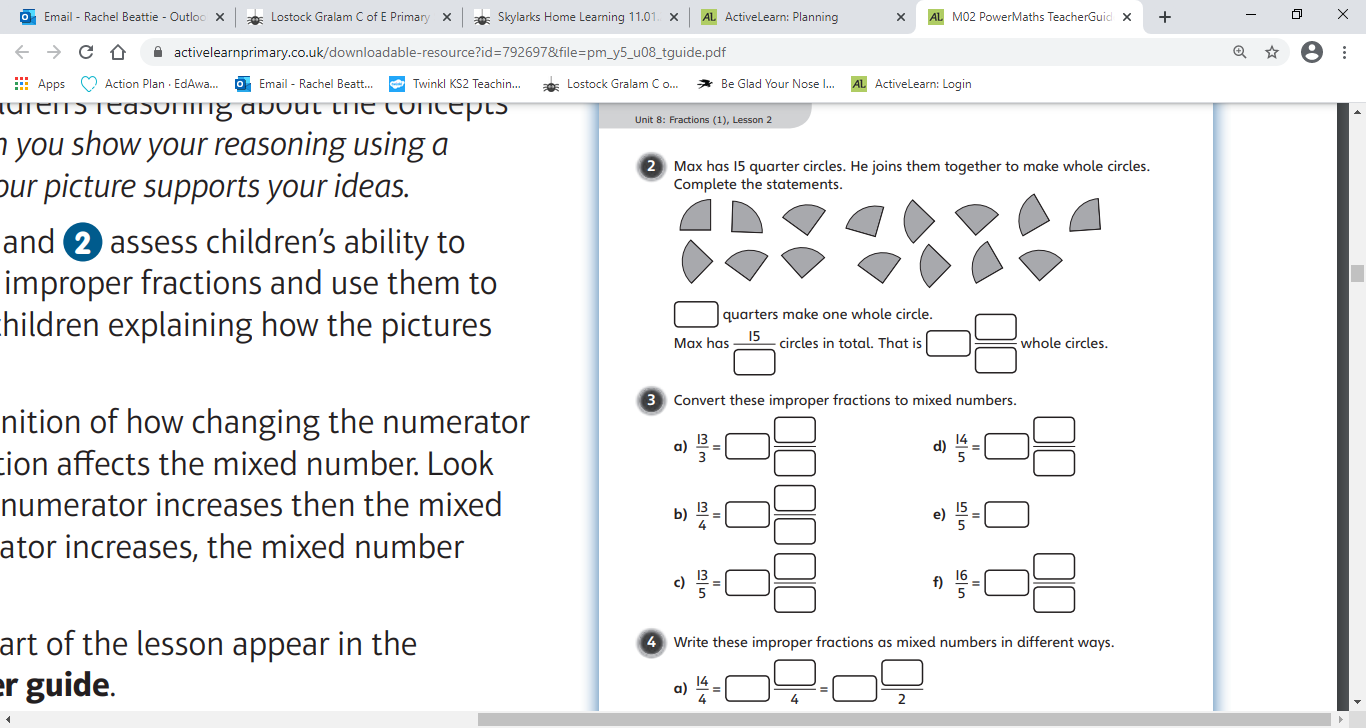 Email - Rachel Beattie - Outloo
Lostock Gralam C of E Primary
Skylarks Home Learning 11.01.
ActiveLearn: Planning
M02 PowerMaths TeacherGuid
activelearnprimary.co.uk/downloadable-resource?id=792697&file=pm_y5_u08_tguide.pdf
Apps
Action Plan · EdAwa...
Email - Rachel Beatt...
Twinkl KS2 Teachin...
Lostock Gralam C o...
Be Glad Your Nose I...
ActiveLearn: Login
ldren's reasoning about the concepts
n you show your reasoning using a
our picture supports your ideas.
and 2 assess children's ability to
improper fractions and use them to
children explaining how the pictures
nition of how changing the numerator
tion affects the mixed number. Look
numerator increases then the mixed
ator increases, the mixed number
art of the lesson appear in the
er guide.
Unit 8: Fractions (1), Lesson 2
2 Max has 15 quarter circles. He joins them together to make whole circles.
Complete the statements.
quarters make one whole circle.
Max has 15/ circles in total. That is whole circles.
3 Convert these improper fractions to mixed numbers.
a) 13/3 =
b) 13/4 =
c) 13/5 =
d) 14/5 =
e) 15/5 =
f) 16/5 =
4 Write these improper fractions as mixed numbers in different ways.
a) 14/4 = /4 = /2